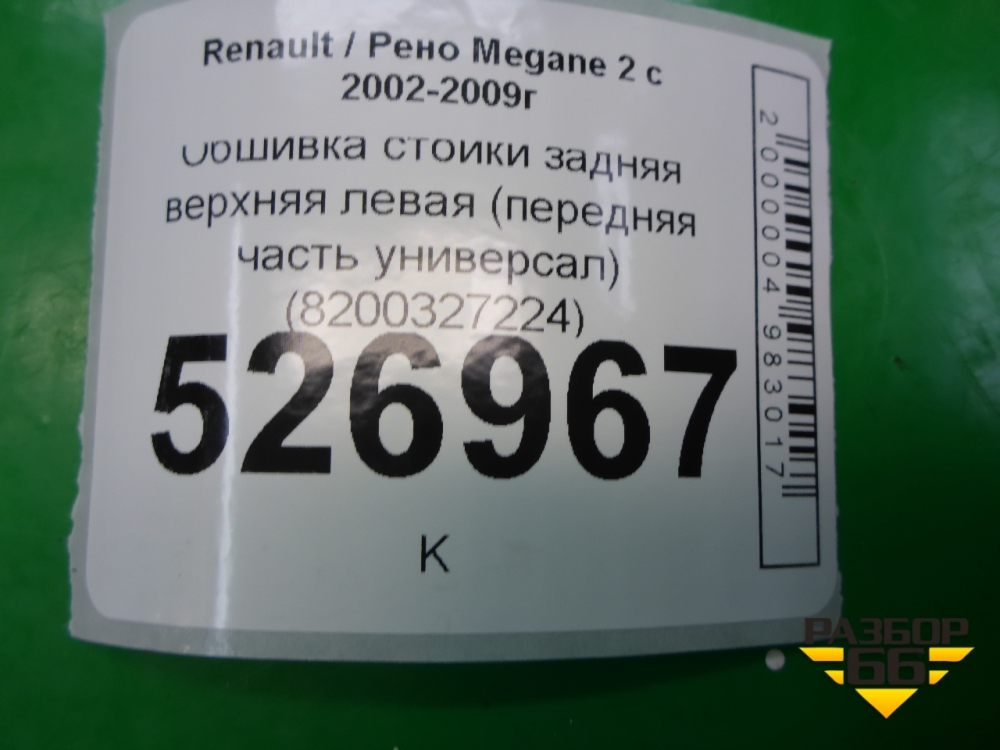 Renault / Рено Megane 2 с
2002-2009г
Обшивка стойки задняя
верхняя левая (передняя
часть универсал)
(8200327224)
526967
К
2000004983017
РАЗБОР
66